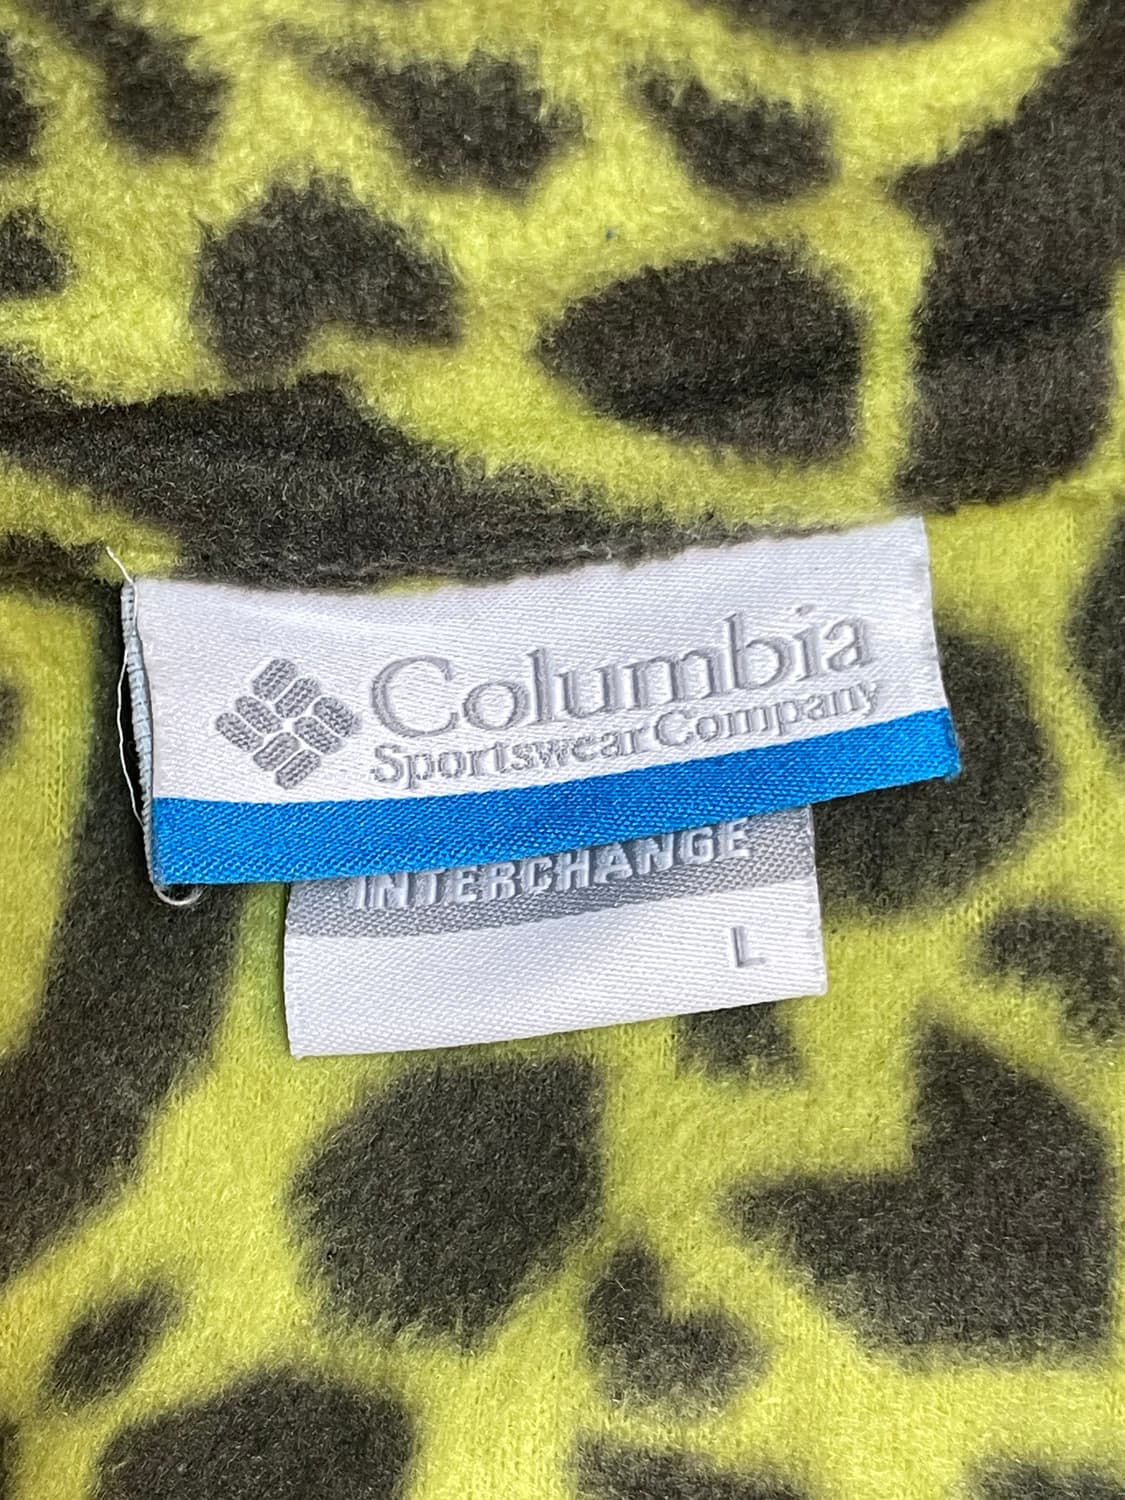 Columbia
Sportswear Company
INTERCHANGE
L